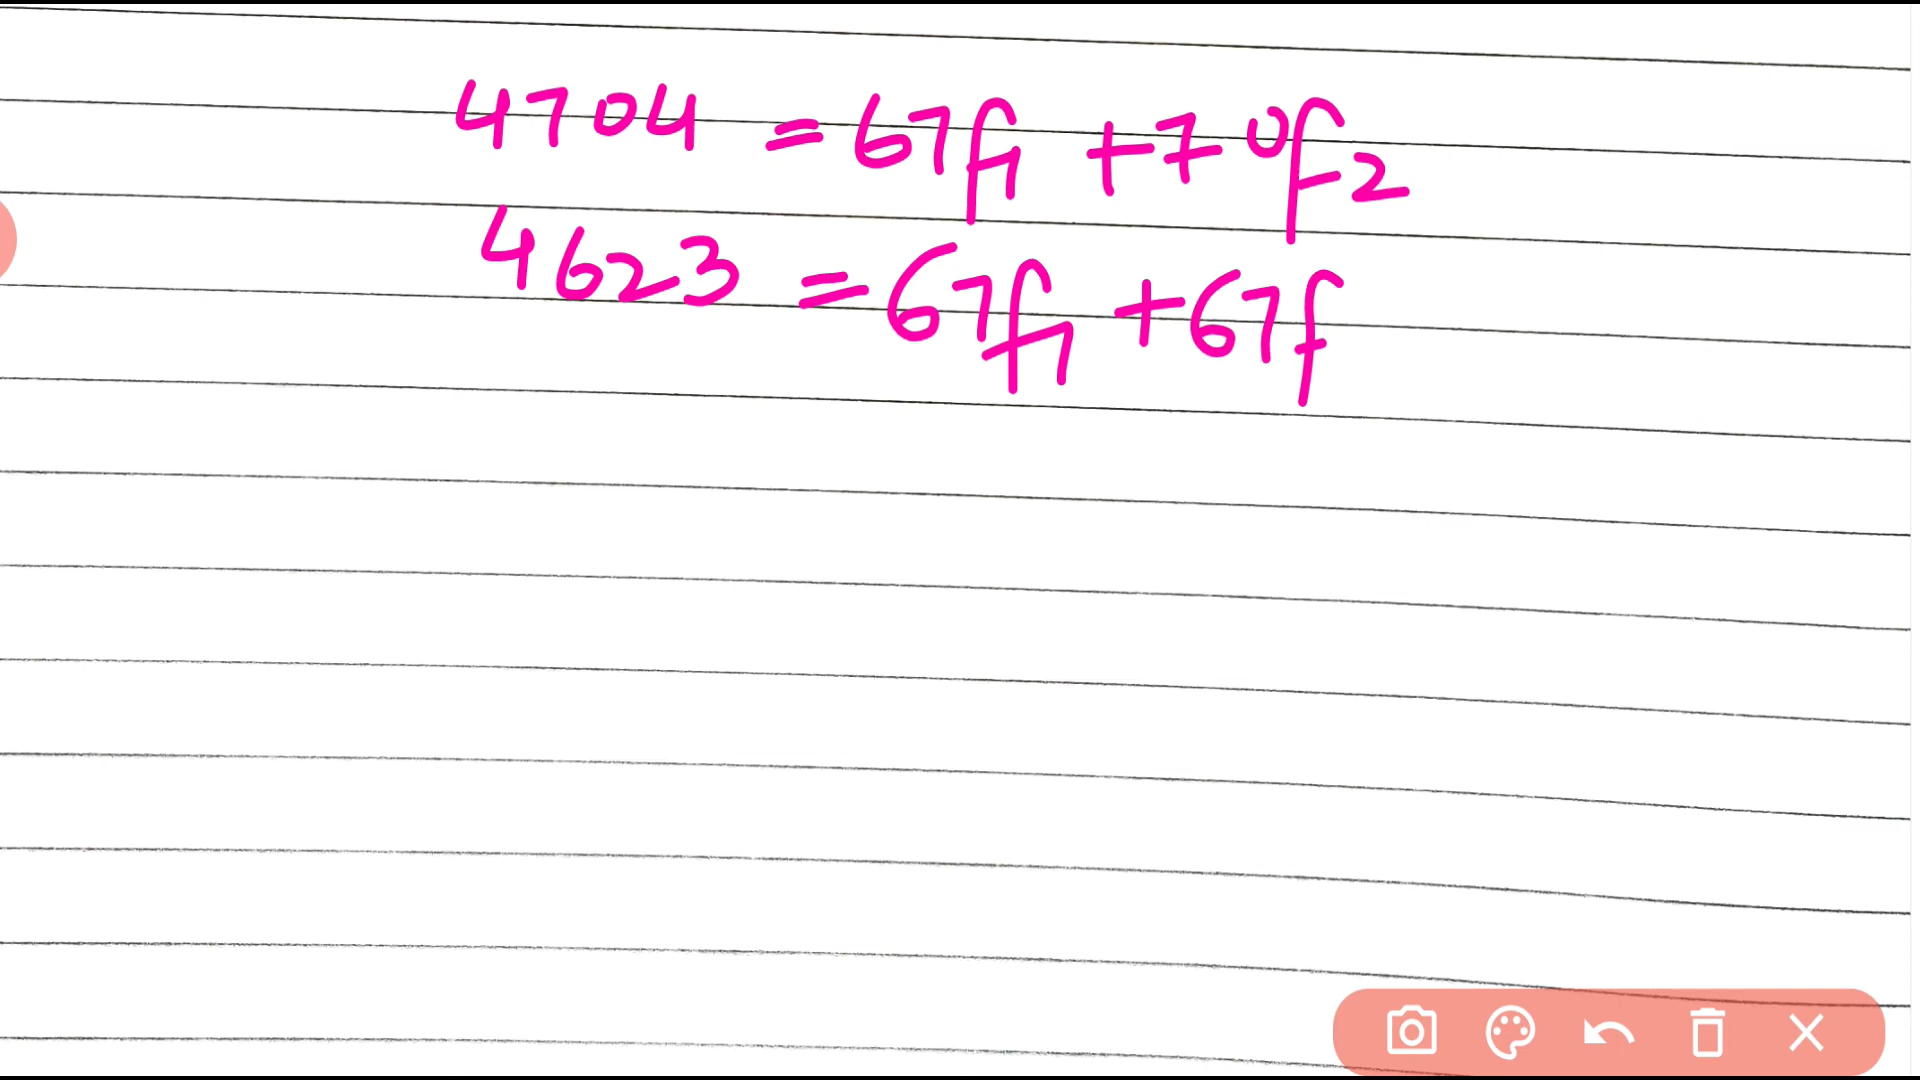 4704 = 67f1 + 70f2
4623 = 67f1 + 67f